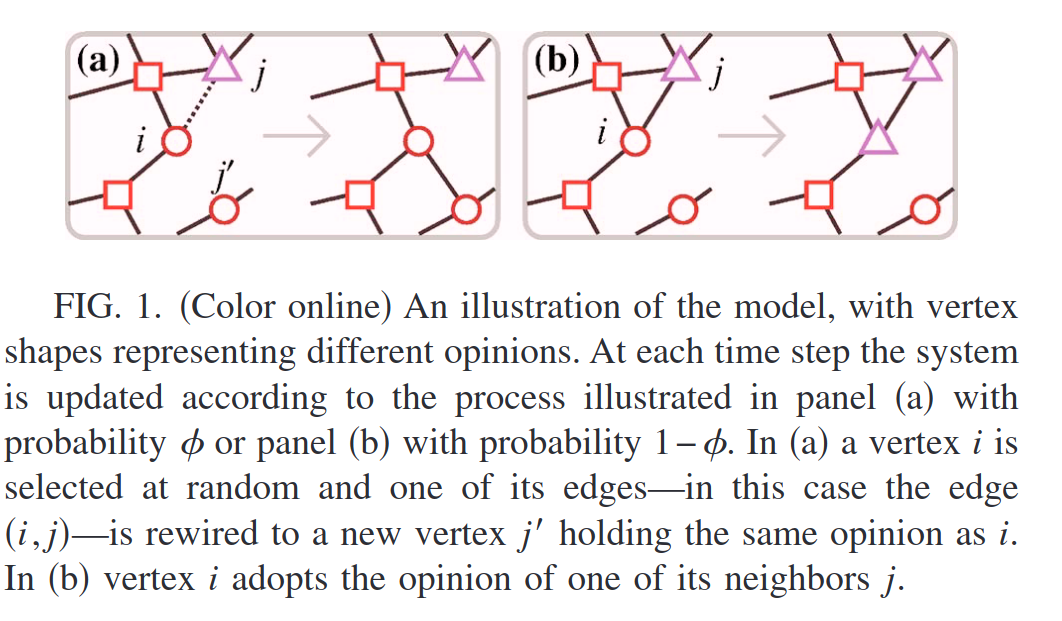 (a)
j
i
j′
(b)
j
i
FIG. 1. (Color online) An illustration of the model, with vertex
shapes representing different opinions. At each time step the system
is updated according to the process illustrated in panel (a) with
probability ϕ or panel (b) with probability 1−ϕ. In (a) a vertex i is
selected at random and one of its edges—in this case the edge
(i,j)—is rewired to a new vertex j′ holding the same opinion as i.
In (b) vertex i adopts the opinion of one of its neighbors j.